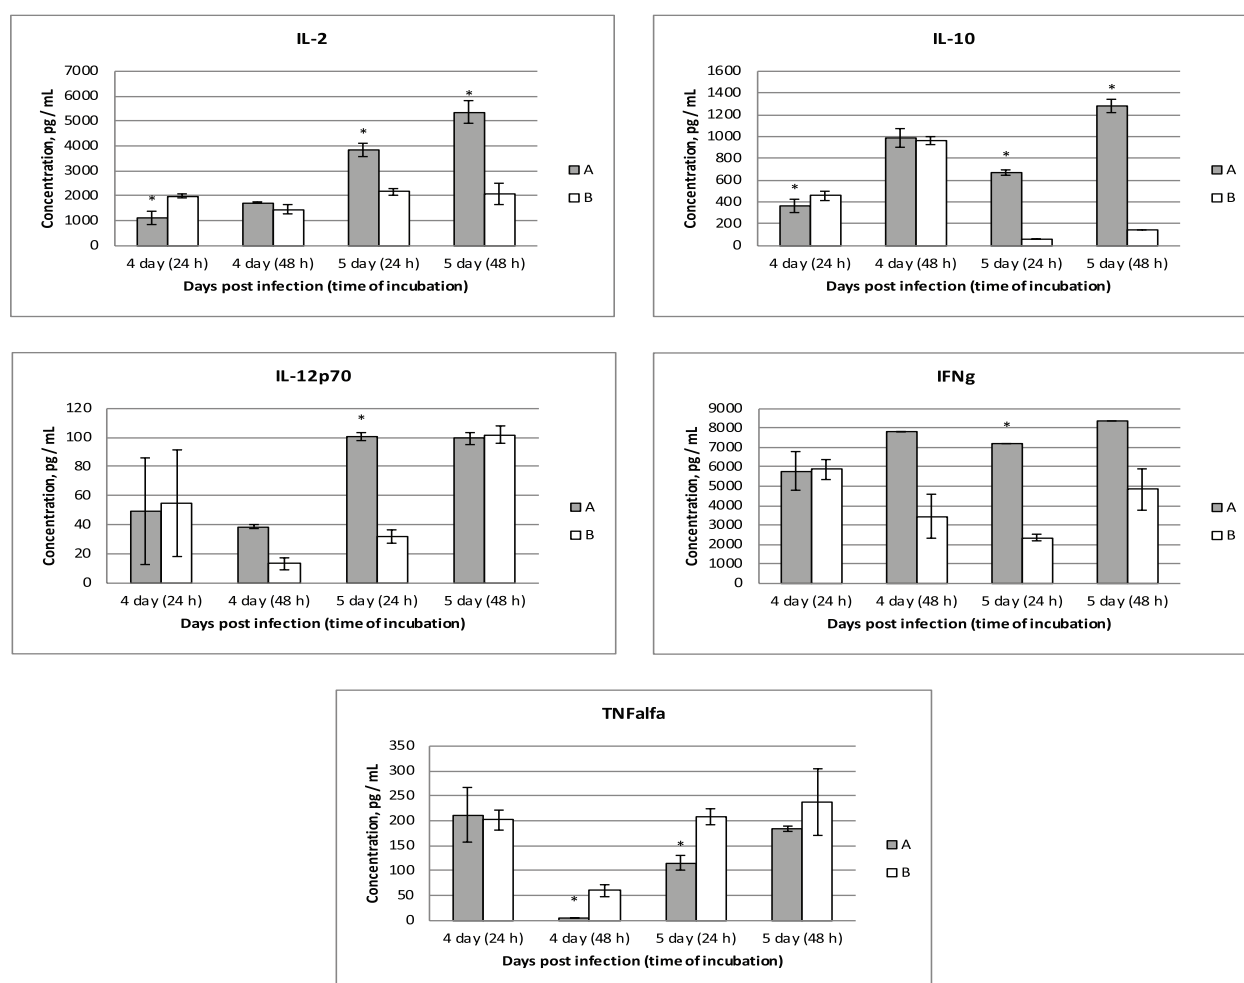 IL-2
Concentration, pg / mL
7000
6000
5000
4000
3000
2000
1000
0
*
*
*
A
B
4 day (24 h) 4 day (48 h) 5 day (24 h) 5 day (48 h)
Days post infection (time of incubation)
IL-10
Concentration, pg / mL
1600
1400
1200
1000
800
600
400
200
0
*
*
*
A
B
4 day (24 h) 4 day (48 h) 5 day (24 h) 5 day (48 h)
Days post infection (time of incubation)
IL-12p70
Concentration, pg / mL
120
100
80
60
40
20
0
*
A
B
4 day (24 h) 4 day (48 h) 5 day (24 h) 5 day (48 h)
Days post infection (time of incubation)
IFNg
Concentration, pg / mL
9000
8000
7000
6000
5000
4000
3000
2000
1000
0
*
A
B
4 day (24 h) 4 day (48 h) 5 day (24 h) 5 day (48 h)
Days post infection (time of incubation)
TNFalfa
Concentration, pg / mL
350
300
250
200
150
100
50
0
*
*
A
B
4 day (24 h) 4 day (48 h) 5 day (24 h) 5 day (48 h)
Days post infection (time of incubation)